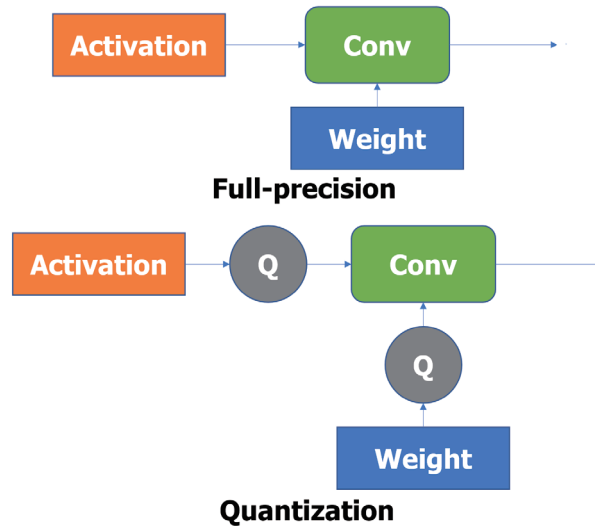 Activation
Conv
Weight
Full-precision
Activation
Q
Conv
Q
Weight
Quantization